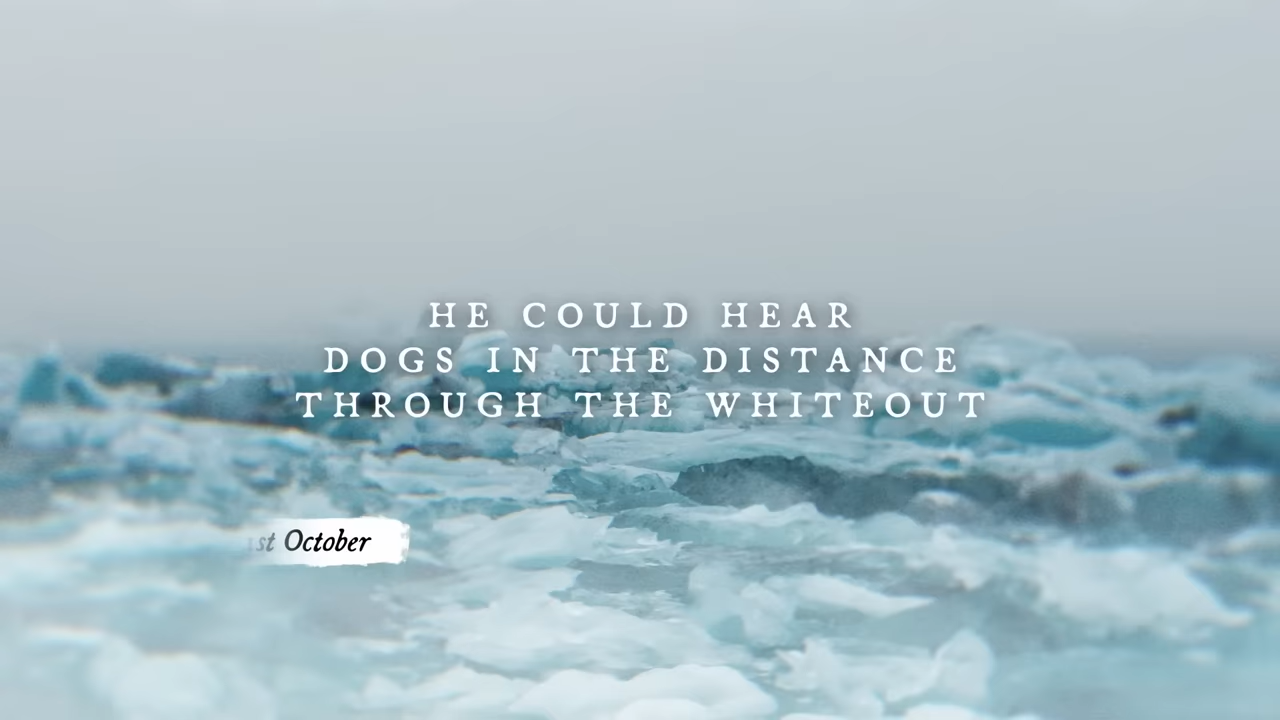 HE COULD HEAR
DOGS IN THE DISTANCE
THROUGH THE WHITEOUT
October